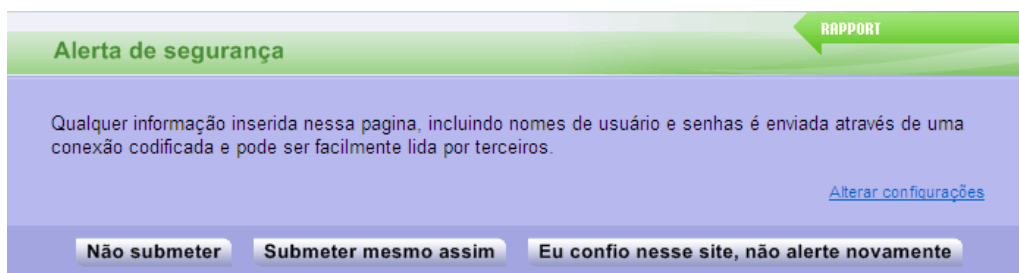 RAPPORT
Alerta de segurança
Qualquer informação inserida nessa pagina, incluindo nomes de usuário e senhas é enviada através de uma
conexão codificada e pode ser facilmente lida por terceiros.
Alterar configurações
Não submeter Submeter mesmo assim Eu confio nesse site, não alerte novamente